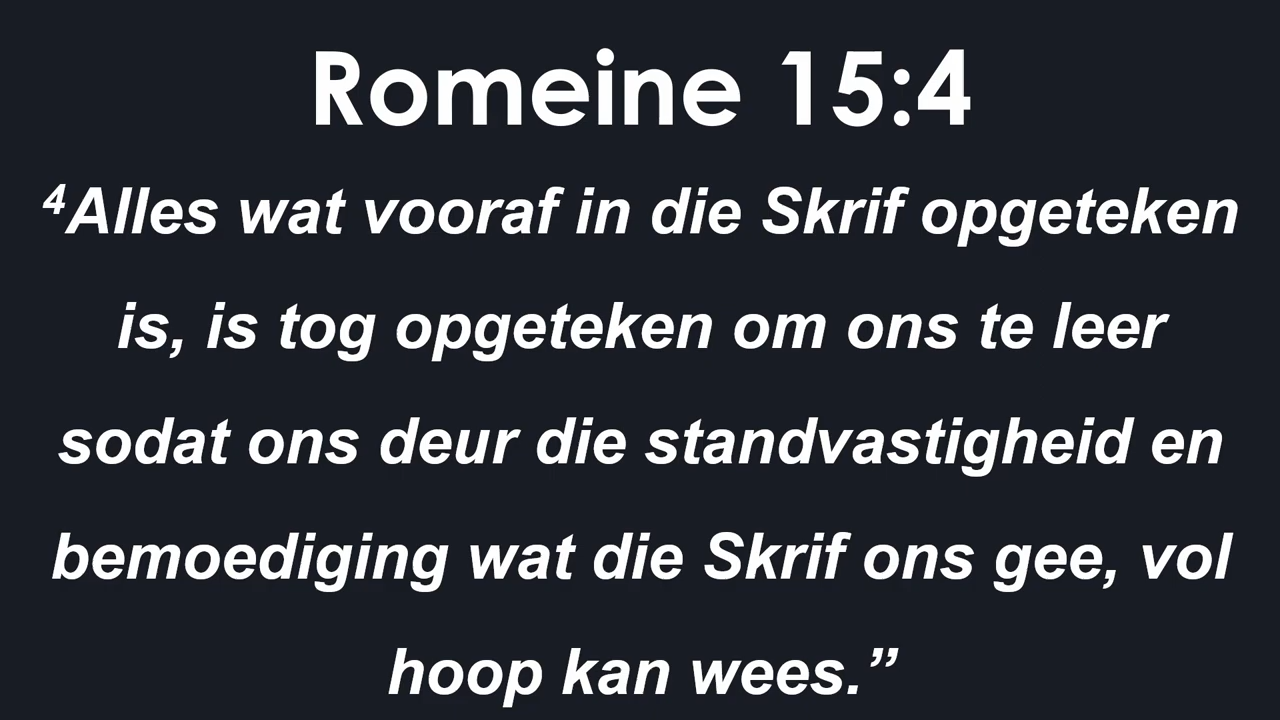 Romeine 15:4
⁴Alles wat vooraf in die Skrif opgeteken
is, is tog opgeteken om ons te leer
sodat ons deur die standvastigheid en
bemoediging wat die Skrif ons gee, vol
hoop kan wees.”